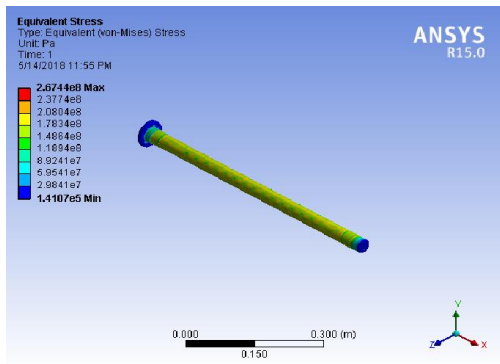 Equivalent Stress
Type: Equivalent (von-Mises) Stress
Unit: Pa
Time: 1
5/14/2018 11:55 PM
ANSYS
R15.0
2.6744e8 Max
2.3774e8
2.0804e8
1.7834e8
1.4864e8
1.1894e8
8.9241e7
5.9541e7
2.9841e7
1.4107e5 Min
0.000
0.300 (m)
0.150
Y
Z
X